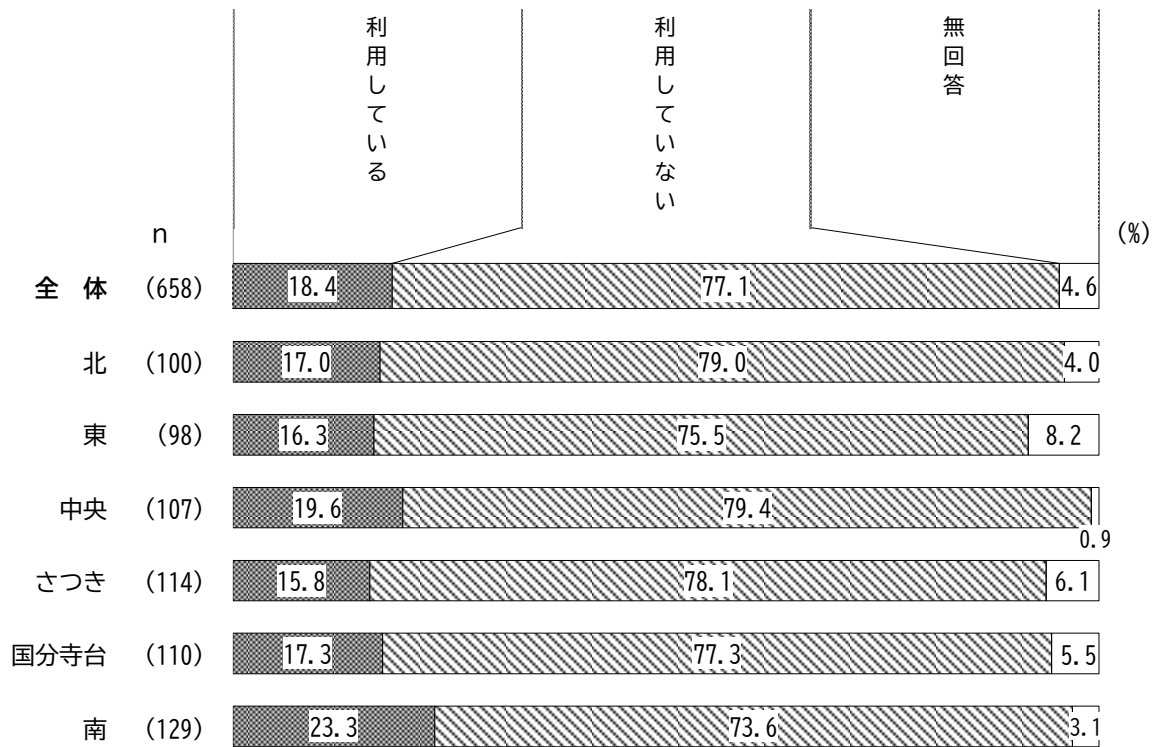 利用している
利用していない
無回答
n
(%)
全体 (658) 18.4 77.1 4.6
北 (100) 17.0 79.0 4.0
東 (98) 16.3 75.5 8.2
中央 (107) 19.6 79.4 0.9
さつき (114) 15.8 78.1 6.1
国分寺台 (110) 17.3 77.3 5.5
南 (129) 23.3 73.6 3.1